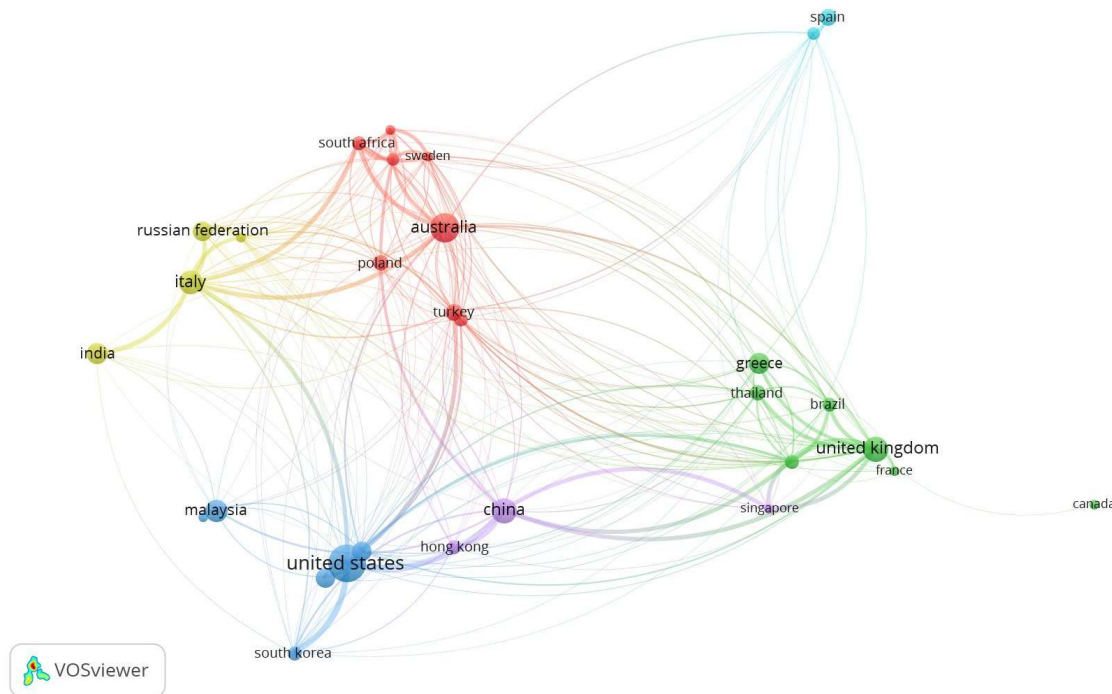 spain
south africa
sweden
australia
russian federation
poland
italy
turkey
india
greece
thailand
brazil
united kingdom
france
malaysia
china
singapore
canada
hong kong
united states
south korea
VOSviewer